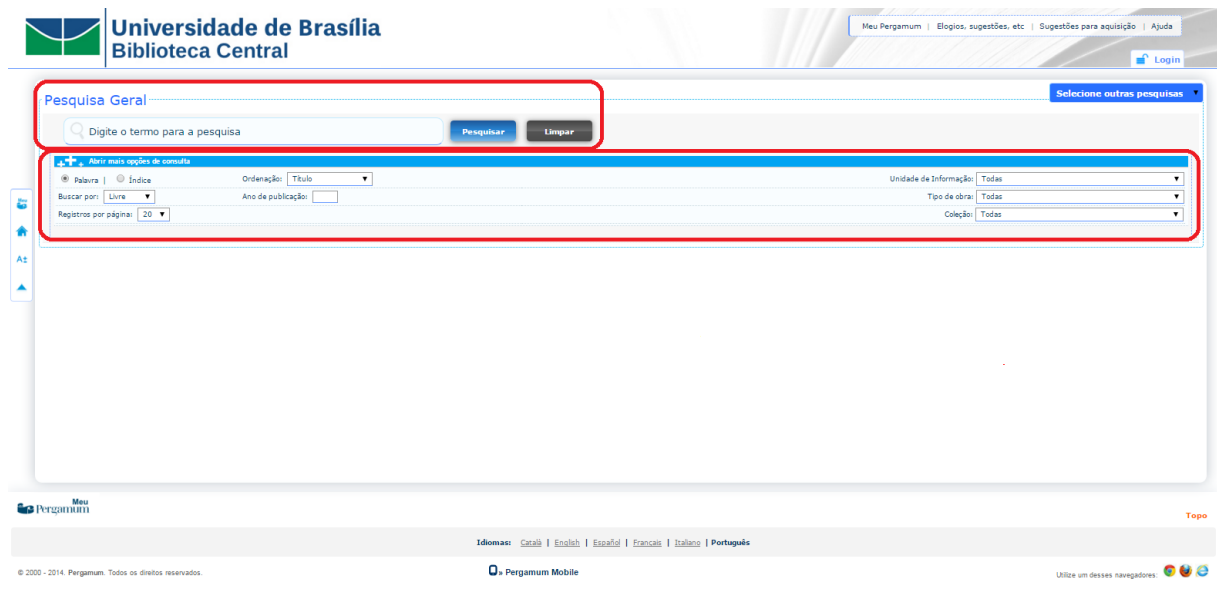 Universidade de Brasília
Biblioteca Central
Meu Pergamum | Elogios, sugestões, etc | Sugestões para aquisição | Ajuda
Login
Selecione outras pesquisas ▼
Pesquisa Geral
Digite o termo para a pesquisa
Pesquisar
Limpar
Abrir mais opções de consulta
Palavra | Índice
Ordenação: Título
Unidade de Informação: Todas
Buscar por: Livre
Ano de publicação:
Tipo de obra: Todas
Registros por página: 20
Coleção: Todas
Meu
A±
Meu
Pergamum
Topo
Idiomas: Català | English | Español | Français | Italiano | Português
© 2000 - 2014. Pergamum. Todos os direitos reservados.
» Pergamum Mobile
Utilize um desses navegadores: